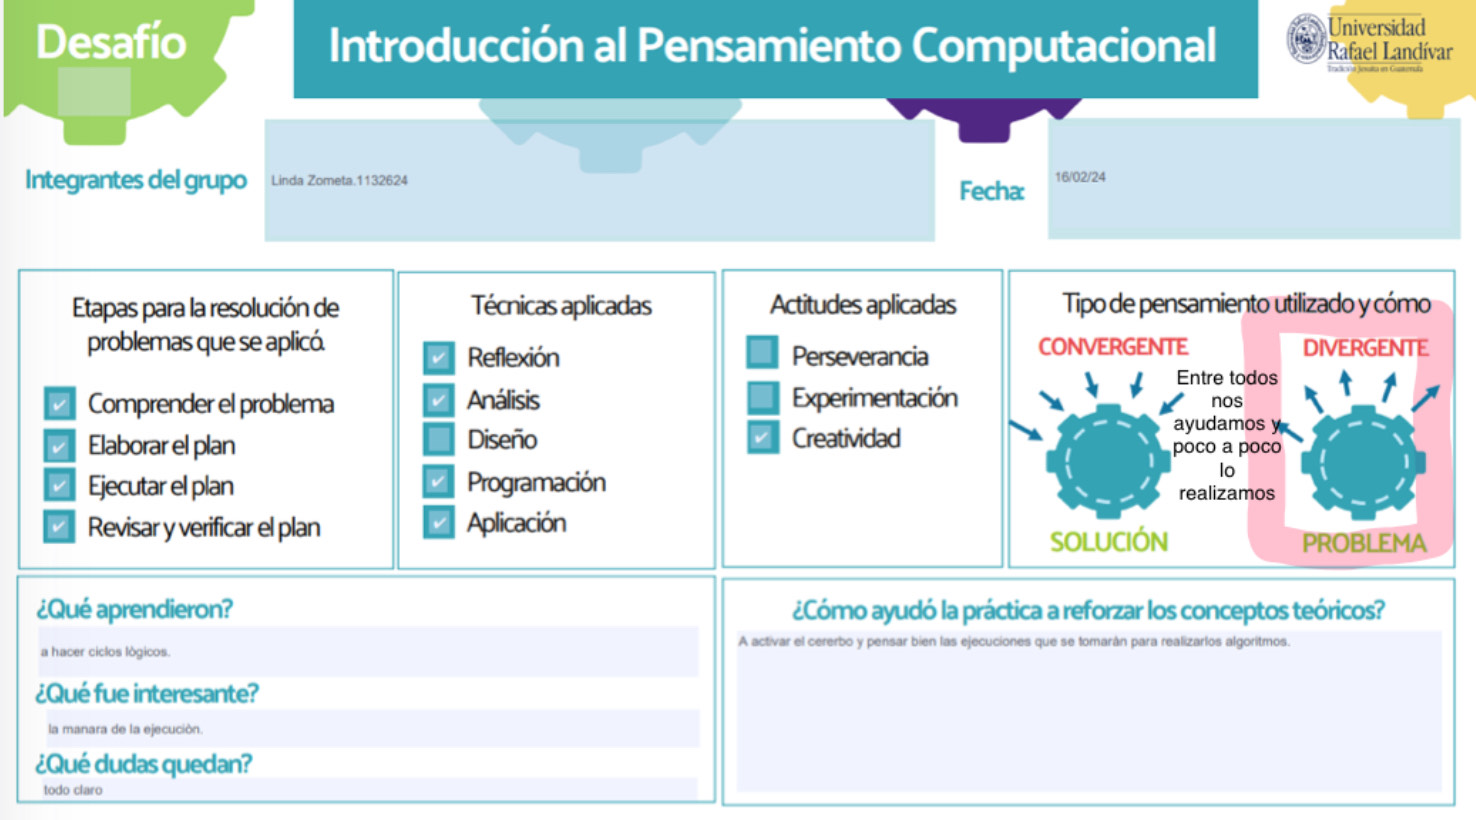 Desafío
Introducción al Pensamiento Computacional
Universidad
Rafael Landívar
Tradición Jesuita en Guatemala
Integrantes del grupo
Linda Zometa.1132624
Fecha:
16/02/24
Etapas para la resolución de
problemas que se aplicó.
Comprender el problema
Elaborar el plan
Ejecutar el plan
Revisar y verificar el plan
Técnicas aplicadas
Reflexión
Análisis
Diseño
Programación
Aplicación
Actitudes aplicadas
Perseverancia
Experimentación
Creatividad
Tipo de pensamiento utilizado y cómo
CONVERGENTE
SOLUCIÓN
Entre todos
nos
ayudamos y
poco a poco
lo
realizamos
DIVERGENTE
PROBLEMA
¿Qué aprendieron?
a hacer ciclos lògicos.
¿Qué fue interesante?
la manara de la ejecuciòn.
¿Qué dudas quedan?
todo claro
¿Cómo ayudó la práctica a reforzar los conceptos teóricos?
A activar el cererbo y pensar bien las ejecuciones que se tomaràn para realizarlos algoritmos.